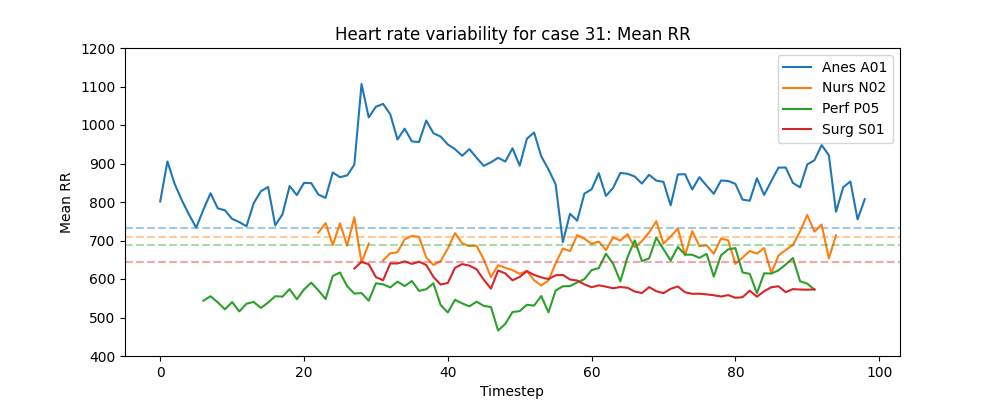 Heart rate variability for case 31: Mean RR
Mean RR
1200
1100
1000
900
800
700
600
500
400
Anes A01
Nurs N02
Perf P05
Surg S01
0
20
40
60
80
100
Timestep